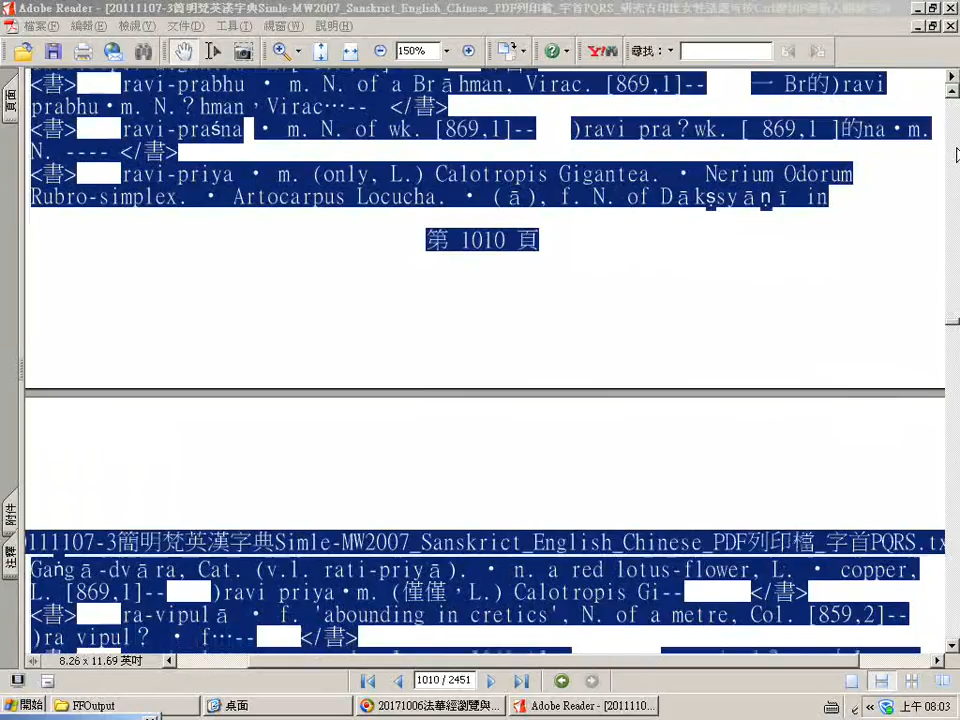 Adobe Reader - [20111107-3簡明梵英漢字典Simle-MW2007_Sanskrict_English_Chinese_PDF列印檔_字首PQRS
檔案(F) 編輯(E) 檢視(V) 文件(D) 工具(T) 視窗(W) 說明(H)
150% Y! 尋找:
頁面
<書> ravi-prabhu · m. N. of a Brāhman, Virac. [869,1]-- 一 Br的)ravi
prabhu·m. N.?hman，Virac…-- </書>
<書> ravi-praśna · m. N. of wk. [869,1]-- )ravi pra?wk. [ 869,1 ]的na·m.
N. ---- </書>
<書> ravi-priya · m. (only, L.) Calotropis Gigantea. · Nerium Odorum
Rubro-simplex. · Artocarpus Locucha. · (ā), f. N. of Dākṣsyāṇī in
第 1010 頁
附件
注釋
111107-3簡明梵英漢字典Simle-MW2007_Sanskrict_English_Chinese_PDF列印檔_字首PQRS.tx
Gaṅgā-dvāra, Cat. (v.l. rati-priyā). · n. a red lotus-flower, L. · copper,
L. [869,1]-- )ravi priya·m. (僅僅，L.) Calotropis Gi-- </書>
<書> ra-vipulā · f. 'abounding in cretics', N. of a metre, Col. [859,2]--
)ra vipul? · f…-- </書>
8.26 x 11.69 英吋
1010 / 2451
開始 FFOutput 桌面 20171006法華經瀏覽與... Adobe Reader - [2011110... 上午 08:03